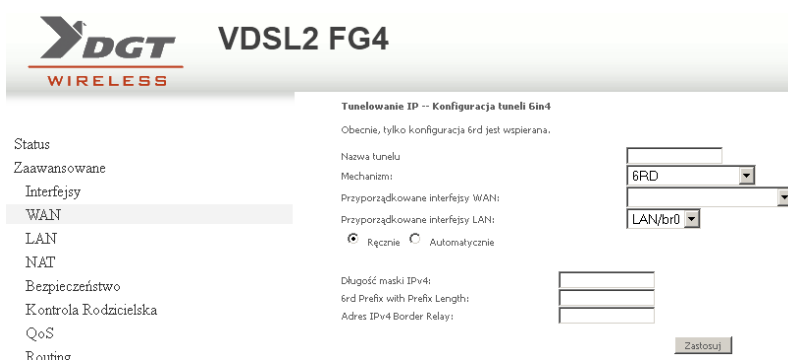 DGT
WIRELESS
VDSL2 FG4
Status
Zaawansowane
Interfejsy
WAN
LAN
NAT
Bezpieczeństwo
Kontrola Rodzicielska
QoS
Routing
Tunelowanie IP -- Konfiguracja tuneli 6in4
Obecnie, tylko konfiguracja 6rd jest wspierana.
Nazwa tunelu
Mechanizm: 6RD
Przyporządkowane interfejsy WAN:
Przyporządkowane interfejsy LAN: LAN/br0
Ręcznie Automatycznie
Długość maski IPv4:
6rd Prefix with Prefix Length:
Adres IPv4 Border Relay:
Zastosuj